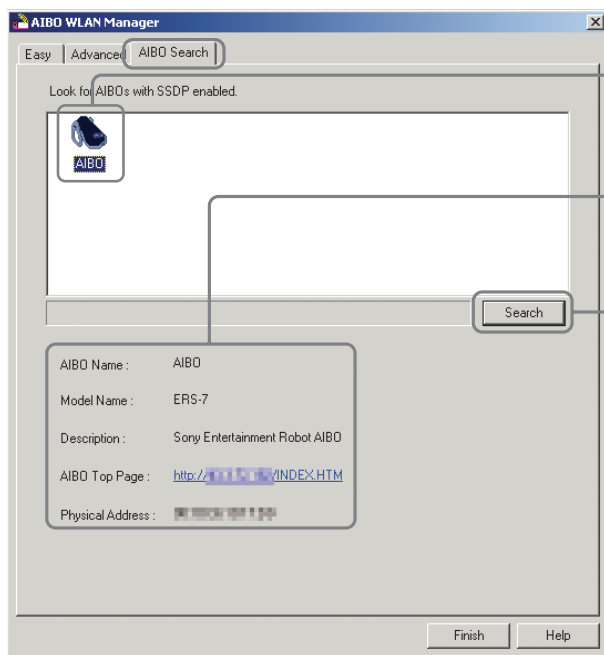 AIBO WLAN Manager
Easy Advanced AIBO Search
Look for AIBOs with SSDP enabled.
AIBO
Search
AIBO Name : AIBO
Model Name : ERS-7
Description : Sony Entertainment Robot AIBO
AIBO Top Page : http:// /INDEX.HTM
Physical Address :
Finish Help